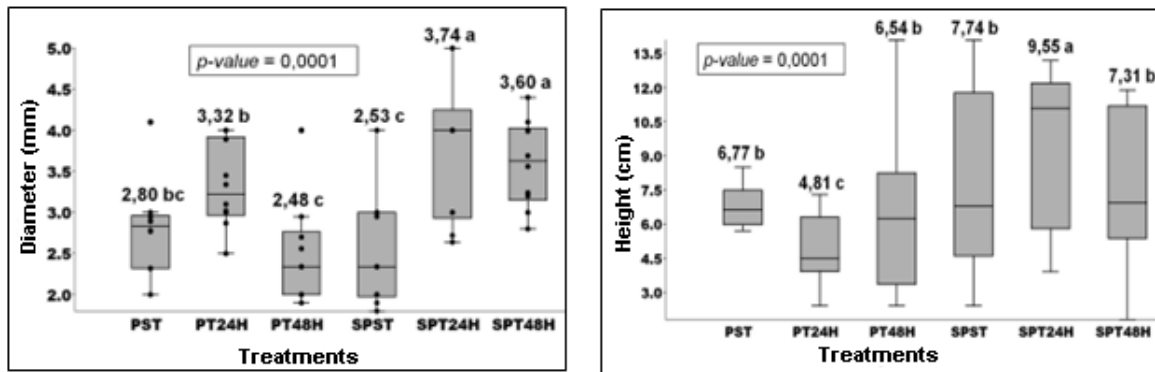 5.0
4.5
4.0
3.5
3.0
2.5
2.0
Diameter (mm)
p-value = 0,0001
2,80 bc
3,32 b
2,48 c
2,53 c
3,74 a
3,60 a
PST PT24H PT48H SPST SPT24H SPT48H
Treatments
13.5
12.0
10.5
9.0
7.5
6.0
4.5
3.0
Height (cm)
p-value = 0,0001
6,77 b
4,81 c
6,54 b
7,74 b
9,55 a
7,31 b
PST PT24H PT48H SPST SPT24H SPT48H
Treatments